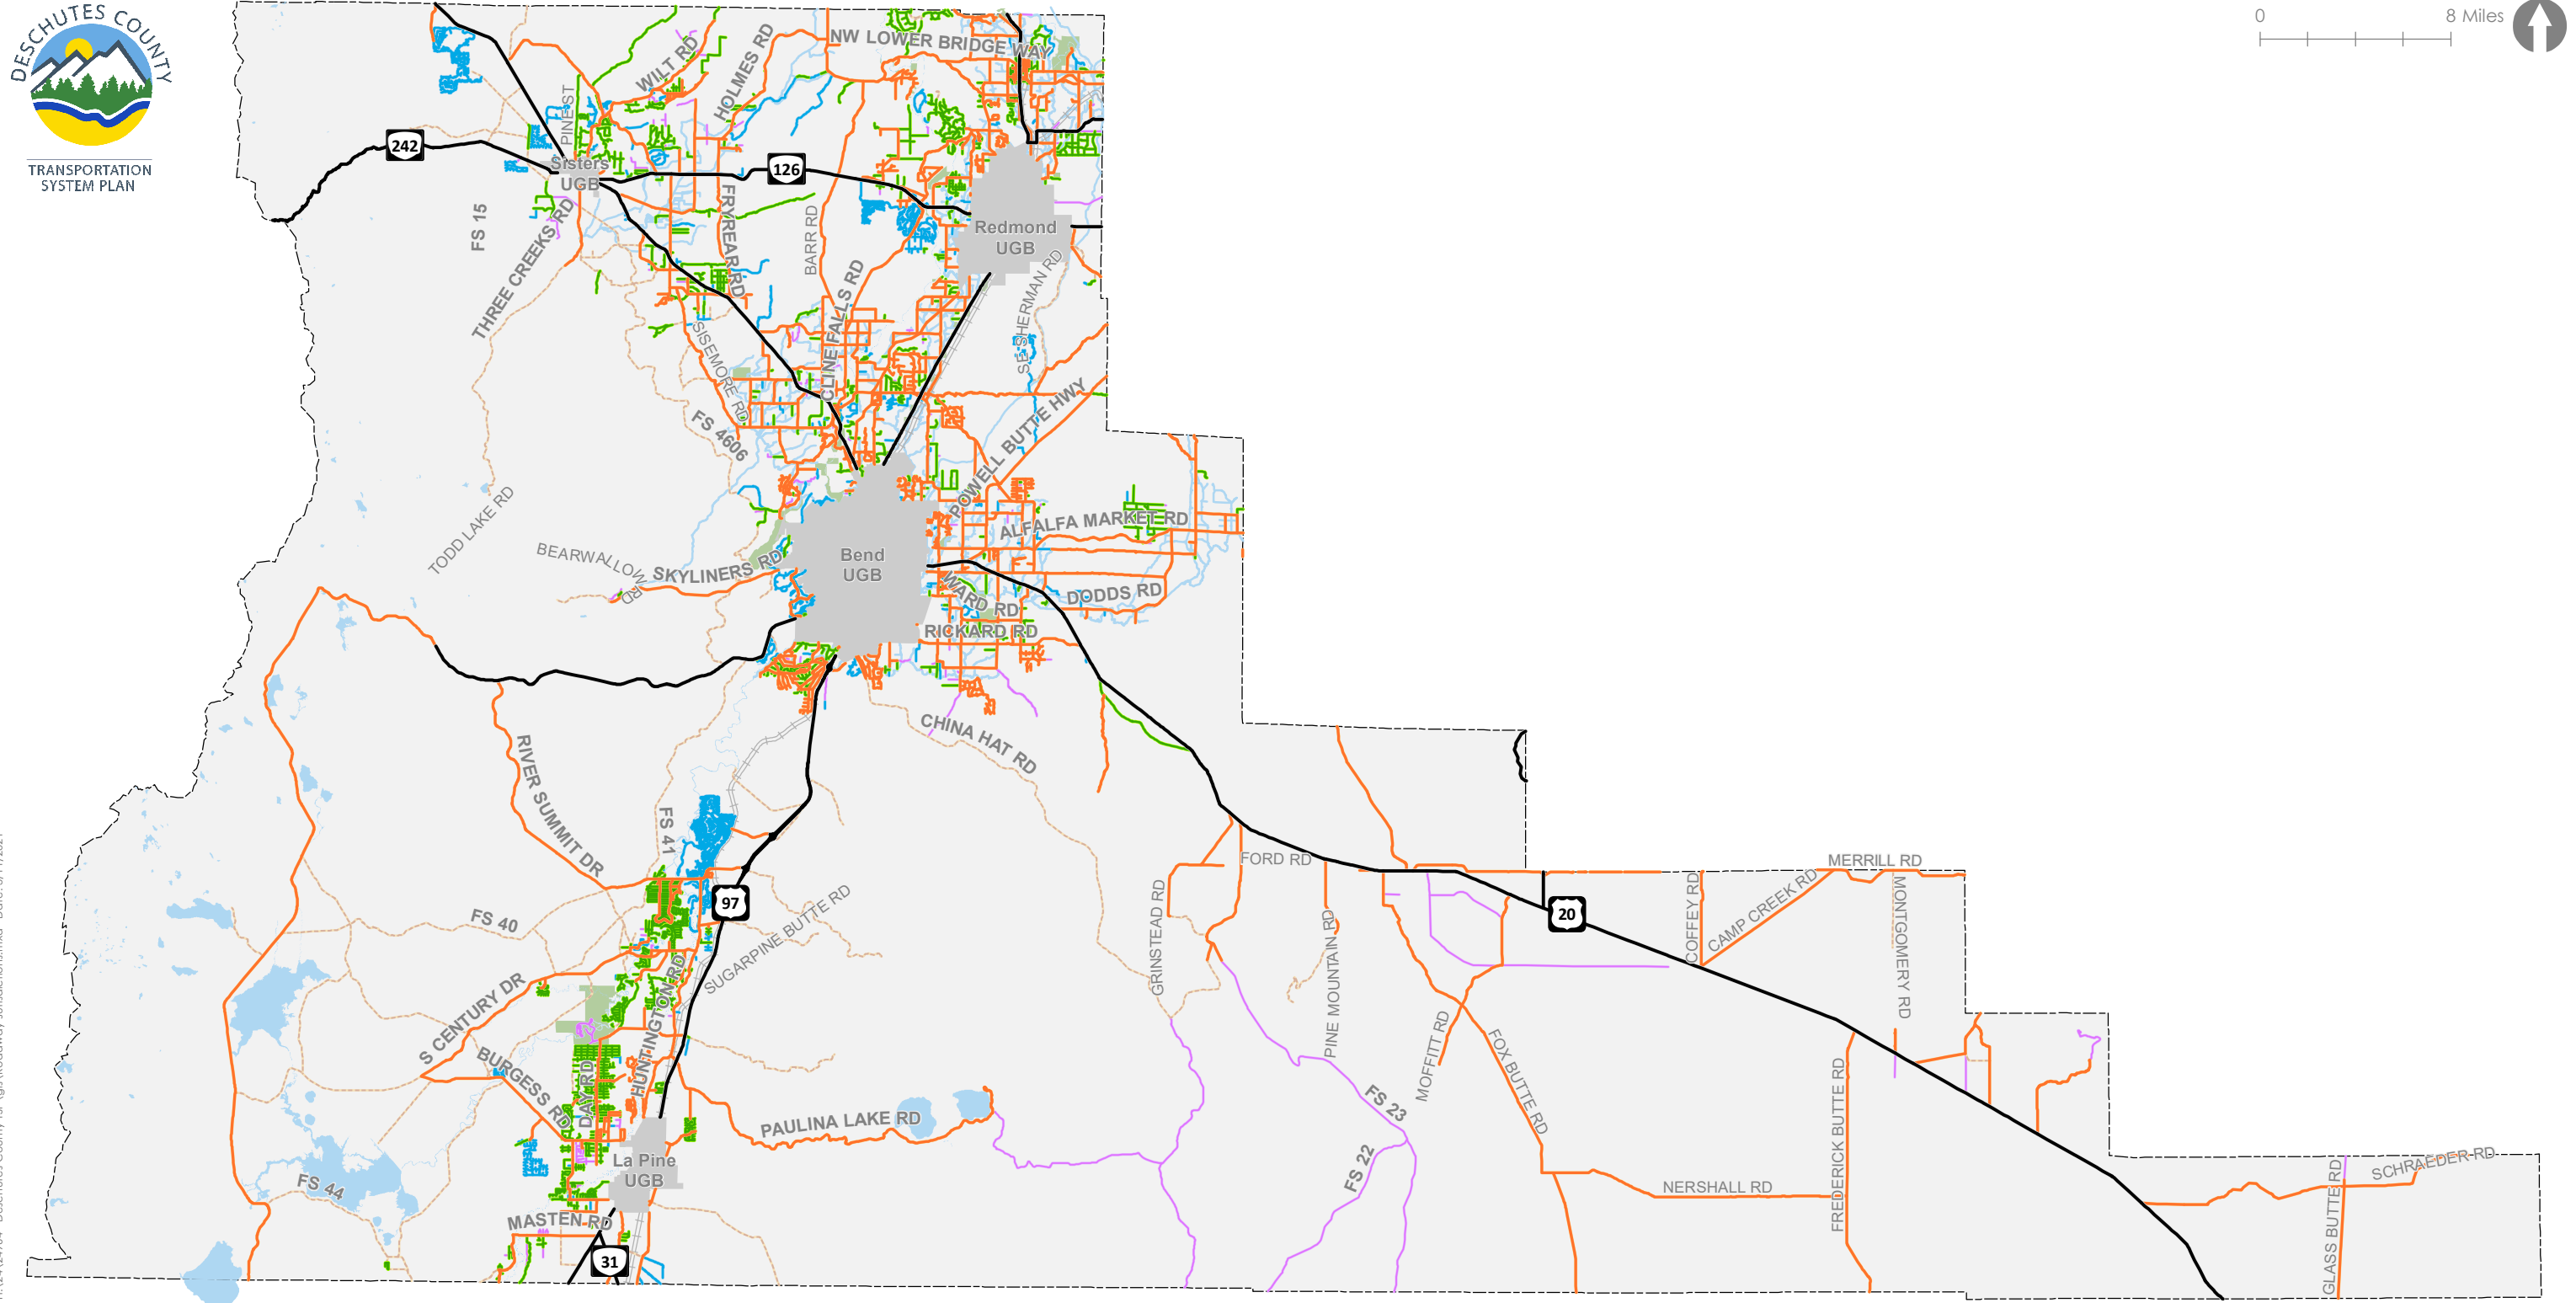 DESCHUTES COUNTY
TRANSPORTATION
SYSTEM PLAN
0
8 Miles
NW LOWER BRIDGE WAY
WILT RD
HOLMES RD
PINE ST
242
126
Sisters
UGB
FS 15
THREE CREEKS RD
FRYREAR RD
BARR RD
Redmond
UGB
SE SHERMAN RD
CLINE FALLS RD
SISEMORE RD
FS 4606
POWELL BUTTE HWY
TODD LAKE RD
BEARWALLOW RD
SKYLINERS RD
Bend
UGB
ALFALFA MARKET RD
WARD RD
DODDS RD
RICKARD RD
CHINA HAT RD
RIVER SUMMIT DR
FS 41
97
FORD RD
MERRILL RD
GRINSTEAD RD
PINE MOUNTAIN RD
20
COFFEY RD
CAMP CREEK RD
MONTGOMERY RD
FS 40
SUGARPINE BUTTE RD
S CENTURY DR
HUNTINGTON RD
BURGESS RD
DAY RD
MOFFITT RD
FOX BUTTE RD
FREDERICK BUTTE RD
PAULINA LAKE RD
FS 23
FS 22
La Pine
UGB
FS 44
NERSHALL RD
SCHRAEDER RD
GLASS BUTTE RD
MASTEN RD
31